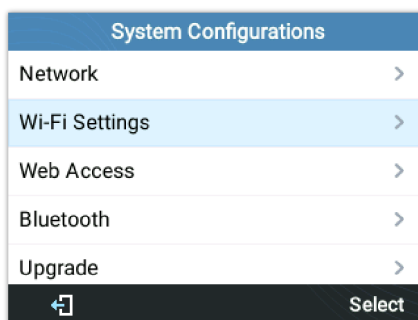 System Configurations
Network
Wi-Fi Settings
Web Access
Bluetooth
Upgrade
Select